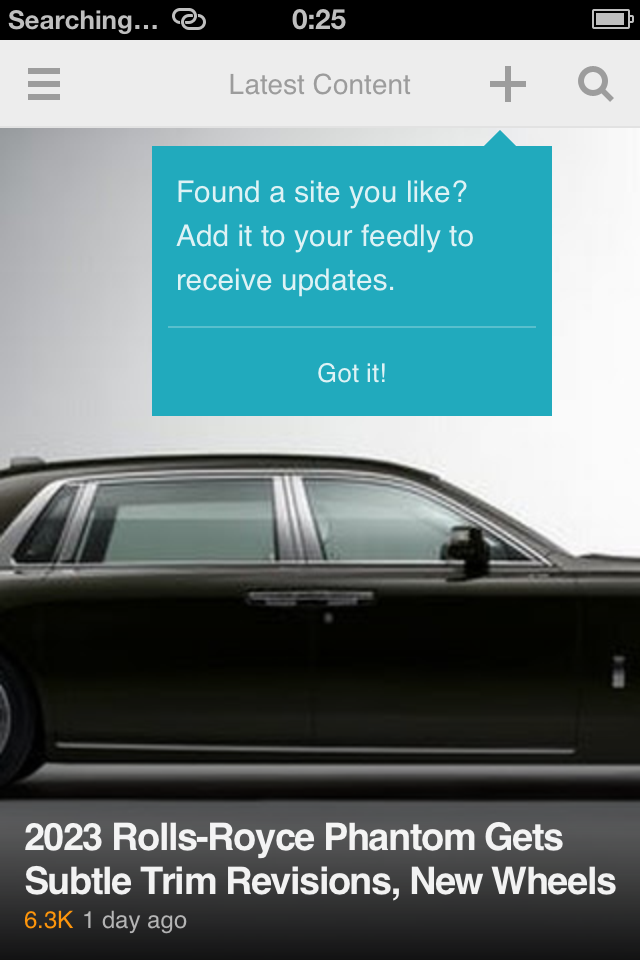 Searching...
0:25
Latest Content
Found a site you like?
Add it to your feedly to
receive updates.
Got it!
2023 Rolls-Royce Phantom Gets
Subtle Trim Revisions, New Wheels
6.3K 1 day ago